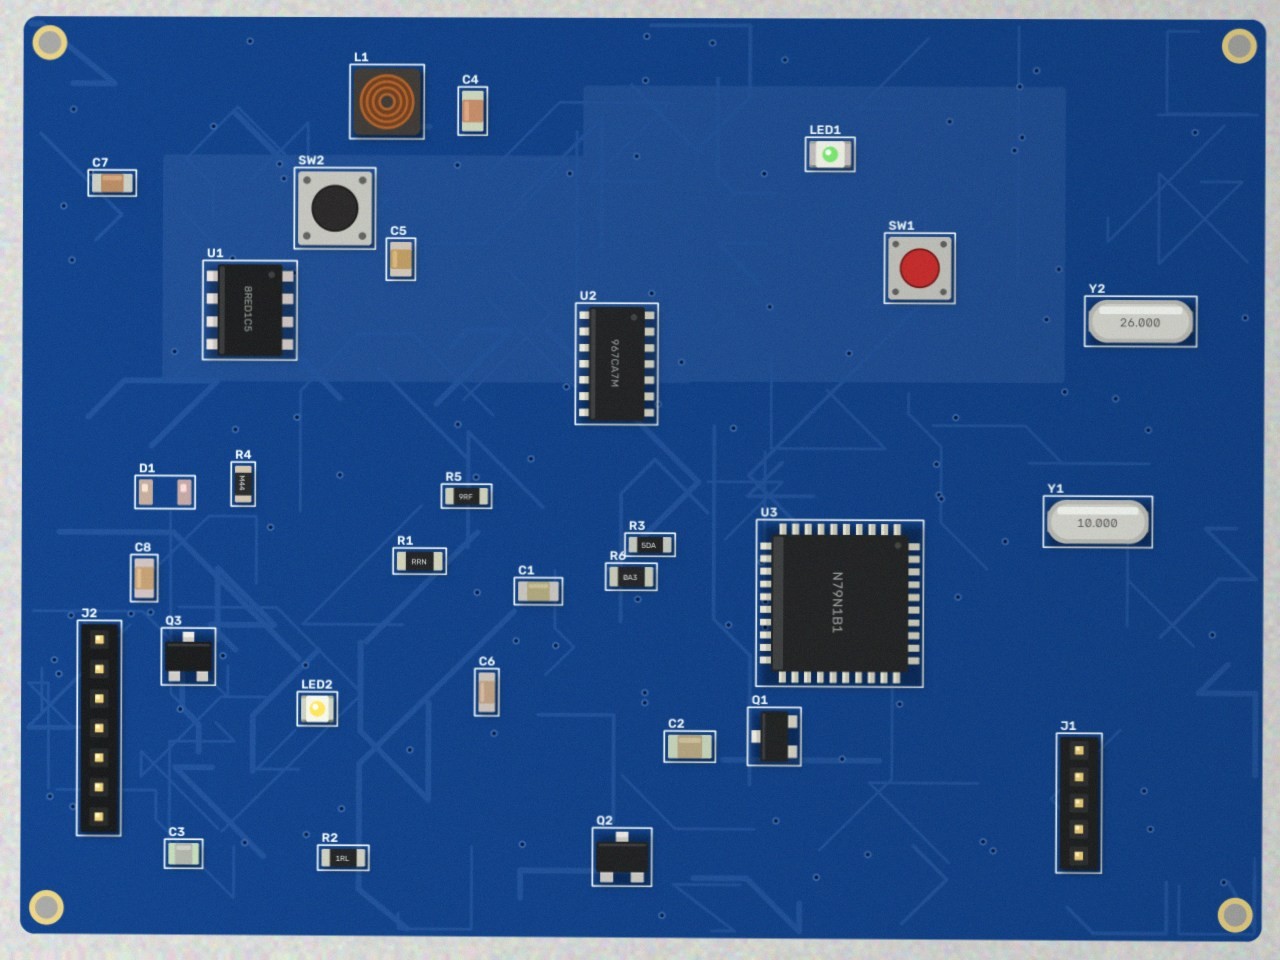 L1
C4
LED1
C7
SW2
C5
SW1
U1
8RED1C5
U2
967CA7M
Y2
26.000
D1
R4
M44
R5
9RF
Y1
10.000
U3
N79N1B1
R3
5DA
R1
RRN
R6
0A3
C8
C1
J2
Q3
C6
LED2
Q1
C2
J1
Q2
C3
R2
1RL